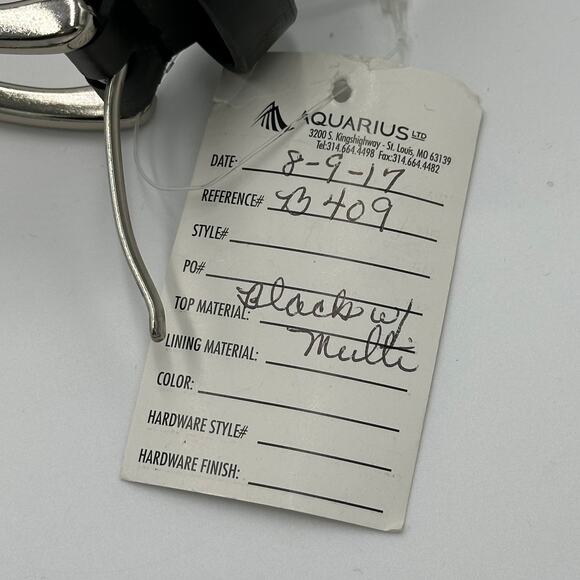 AQUARIUS LTD
3200 S. Kingshighway - St. Louis, MO 63139
Tel:314.664.4498 Fax:314.664.4482
DATE: 8-9-17
REFERENCE# B409
STYLE#
PO#
TOP MATERIAL: Black w/
LINING MATERIAL: Multi
COLOR:
HARDWARE STYLE#
HARDWARE FINISH: